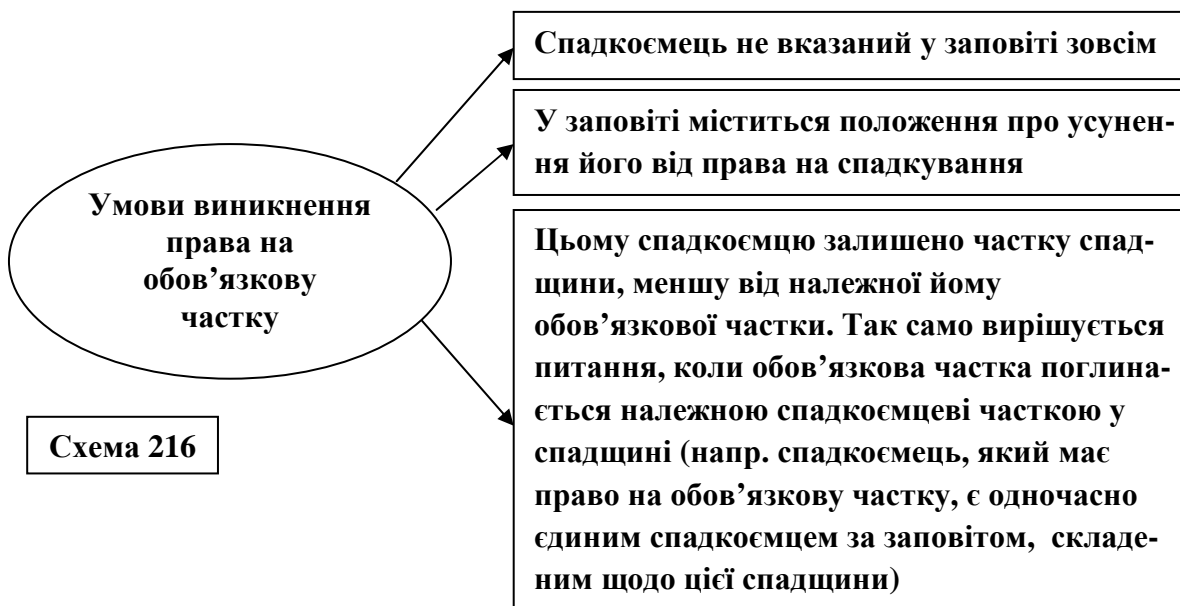 Умови виникнення
права на
обов’язкову
частку
Спадкоємець не вказаний у заповіті зовсім
У заповіті міститься положення про усунен-
ня його від права на спадкування
Цьому спадкоємцю залишено частку спад-
щини, меншу від належної йому
обов’язкової частки. Так само вирішується
питання, коли обов’язкова частка поглина-
ється належною спадкоємцеві часткою у
спадщині (напр. спадкоємець, який має
право на обов’язкову частку, є одночасно
єдиним спадкоємцем за заповітом, складе-
ним щодо цієї спадщини)
Схема 216